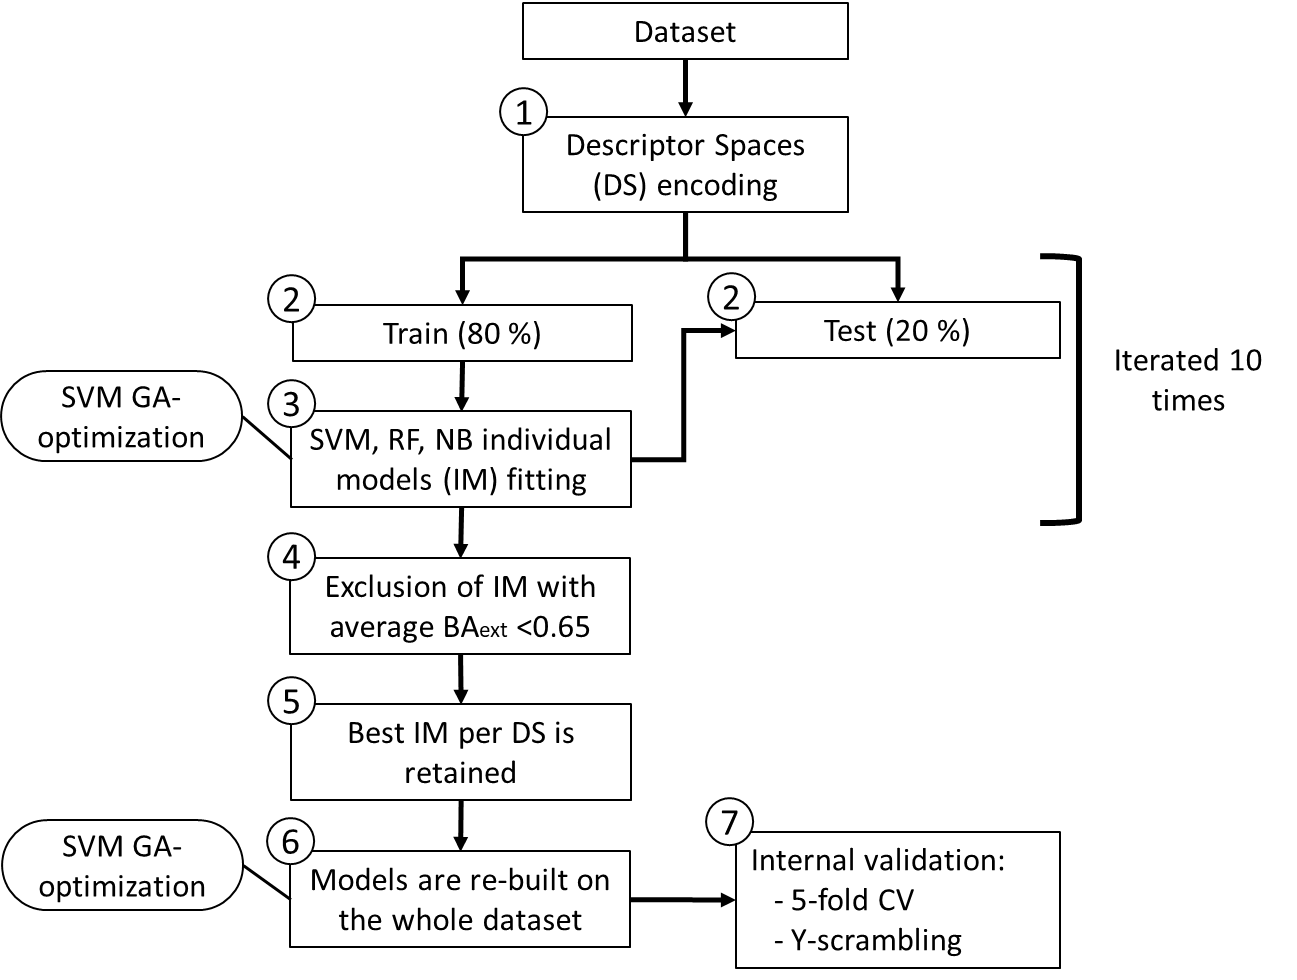 Dataset
1
Descriptor Spaces
(DS) encoding
2
Train (80 %)
2
Test (20 %)
Iterated 10
times
SVM GA-
optimization
3
SVM, RF, NB individual
models (IM) fitting
4
Exclusion of IM with
average BAext <0.65
5
Best IM per DS is
retained
SVM GA-
optimization
6
Models are re-built on
the whole dataset
7
Internal validation:
- 5-fold CV
- Y-scrambling